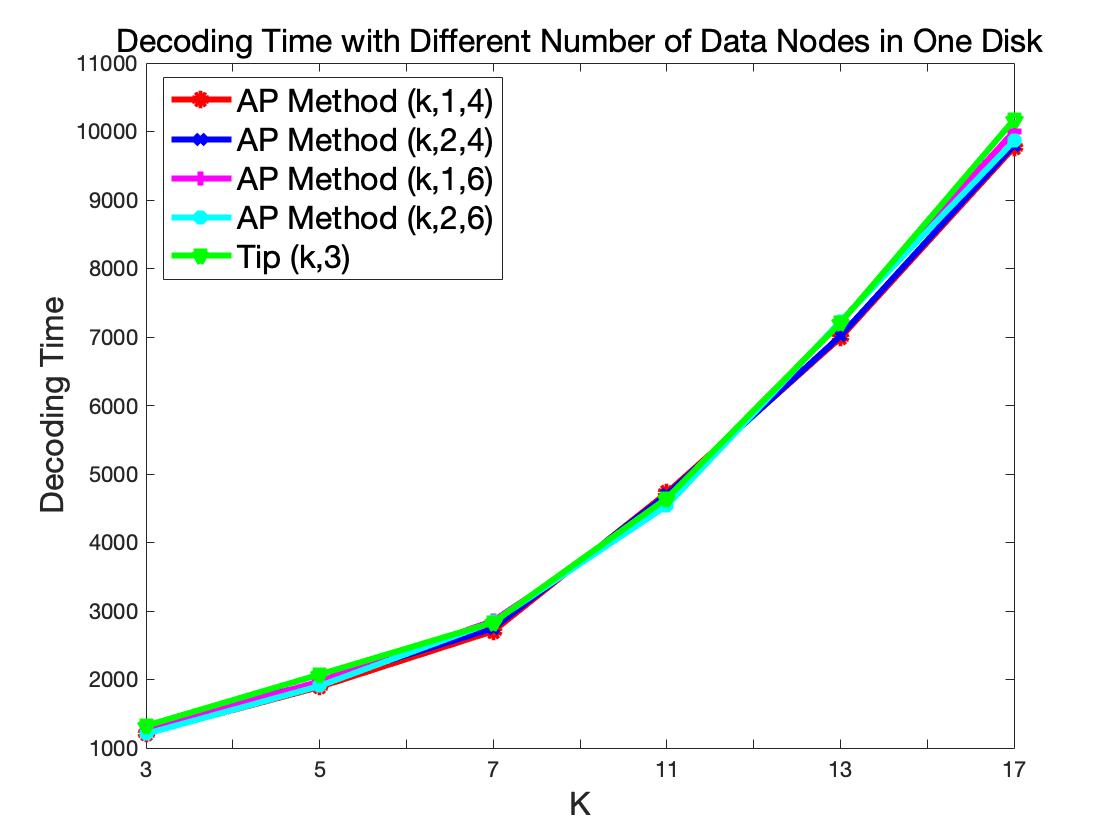 Decoding Time with Different Number of Data Nodes in One Disk
11000
10000
9000
8000
7000
6000
5000
4000
3000
2000
1000
AP Method (k,1,4)
AP Method (k,2,4)
AP Method (k,1,6)
AP Method (k,2,6)
Tip (k,3)
Decoding Time
3 5 7 11 13 17
K